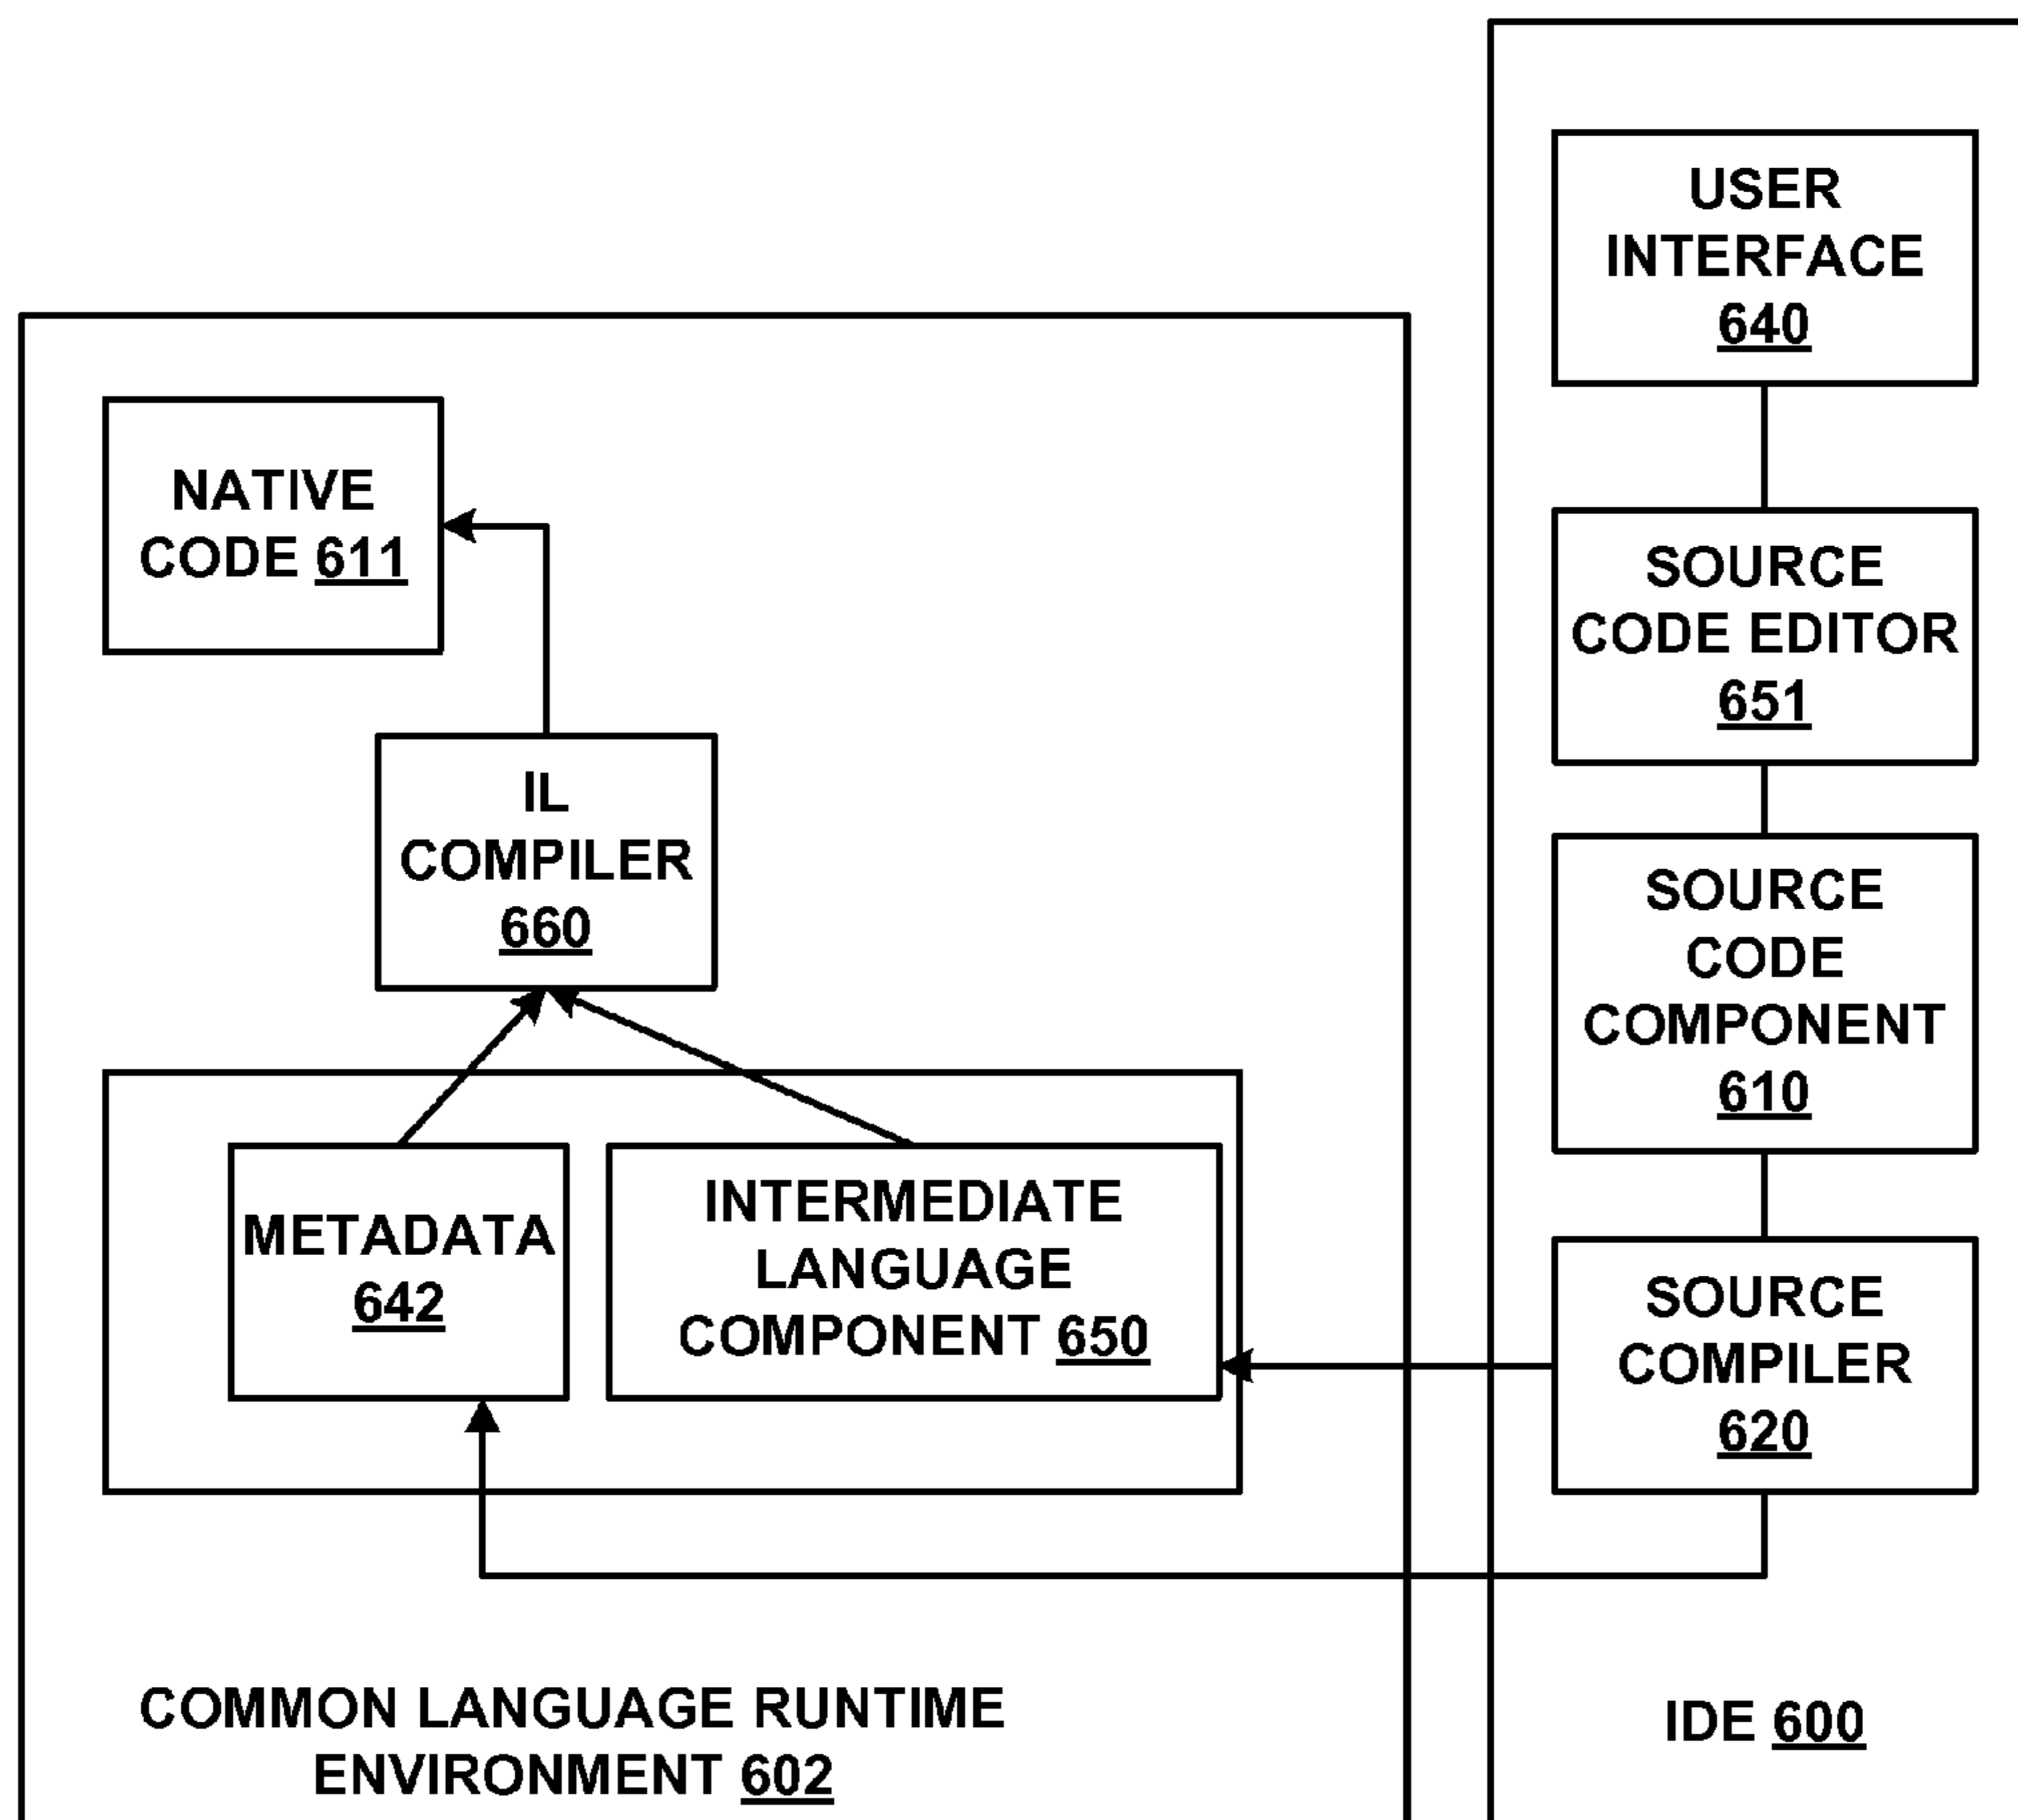 USER
INTERFACE
640
NATIVE
CODE 611
SOURCE
CODE EDITOR
651
IL
COMPILER
660
SOURCE
CODE
COMPONENT
610
METADATA
642
INTERMEDIATE
LANGUAGE
COMPONENT 650
SOURCE
COMPILER
620
COMMON LANGUAGE RUNTIME
ENVIRONMENT 602
IDE 600